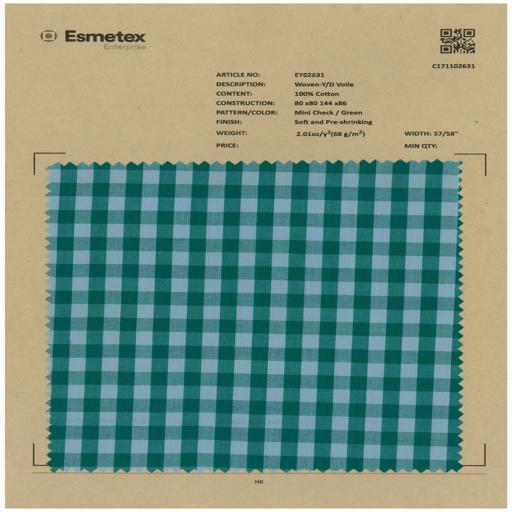 Esmetex
Enterprise
C171102631
ARTICLE NO: EY02631
DESCRIPTION: Woven-Y/D Voile
CONTENT: 100% Cotton
CONSTRUCTION: 80 x80 144 x86
PATTERN/COLOR: Mini Check / Green
FINISH: Soft and Pre-shrinking
WEIGHT: 2.01oz/y²(68 g/m²) WIDTH: 57/58"
PRICE: MIN QTY:
HK